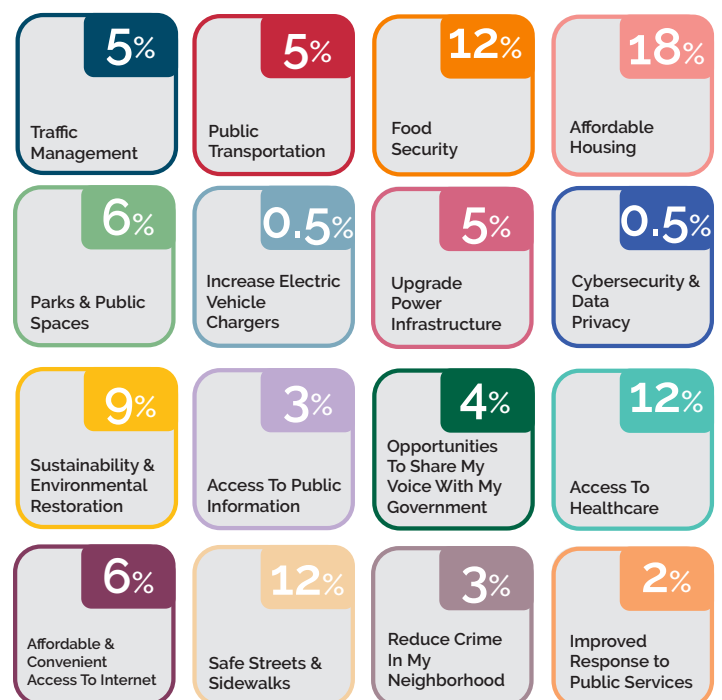 5%
Traffic
Management
5%
Public
Transportation
12%
Food
Security
18%
Affordable
Housing
6%
Parks & Public
Spaces
0.5%
Increase Electric
Vehicle
Chargers
5%
Upgrade
Power
Infrastructure
0.5%
Cybersecurity &
Data
Privacy
9%
Sustainability &
Environmental
Restoration
3%
Access To Public
Information
4%
Opportunities
To Share My
Voice With My
Government
12%
Access To
Healthcare
6%
Affordable &
Convenient
Access To Internet
12%
Safe Streets &
Sidewalks
3%
Reduce Crime
In My
Neighborhood
2%
Improved
Response to
Public Services